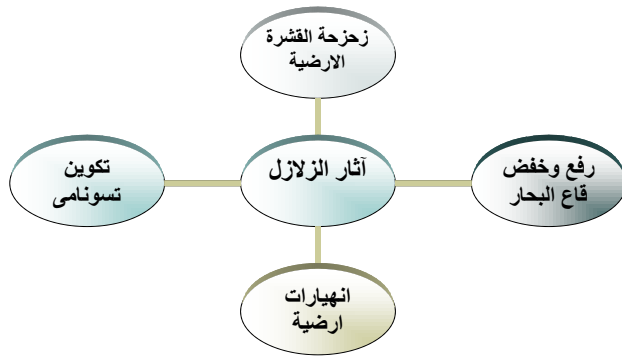 زحزحة القشرة
الارضية
آثار الزلازل
رفع وخفض
قاع البحار
تكوين
تسونامى
انهيارات
ارضية